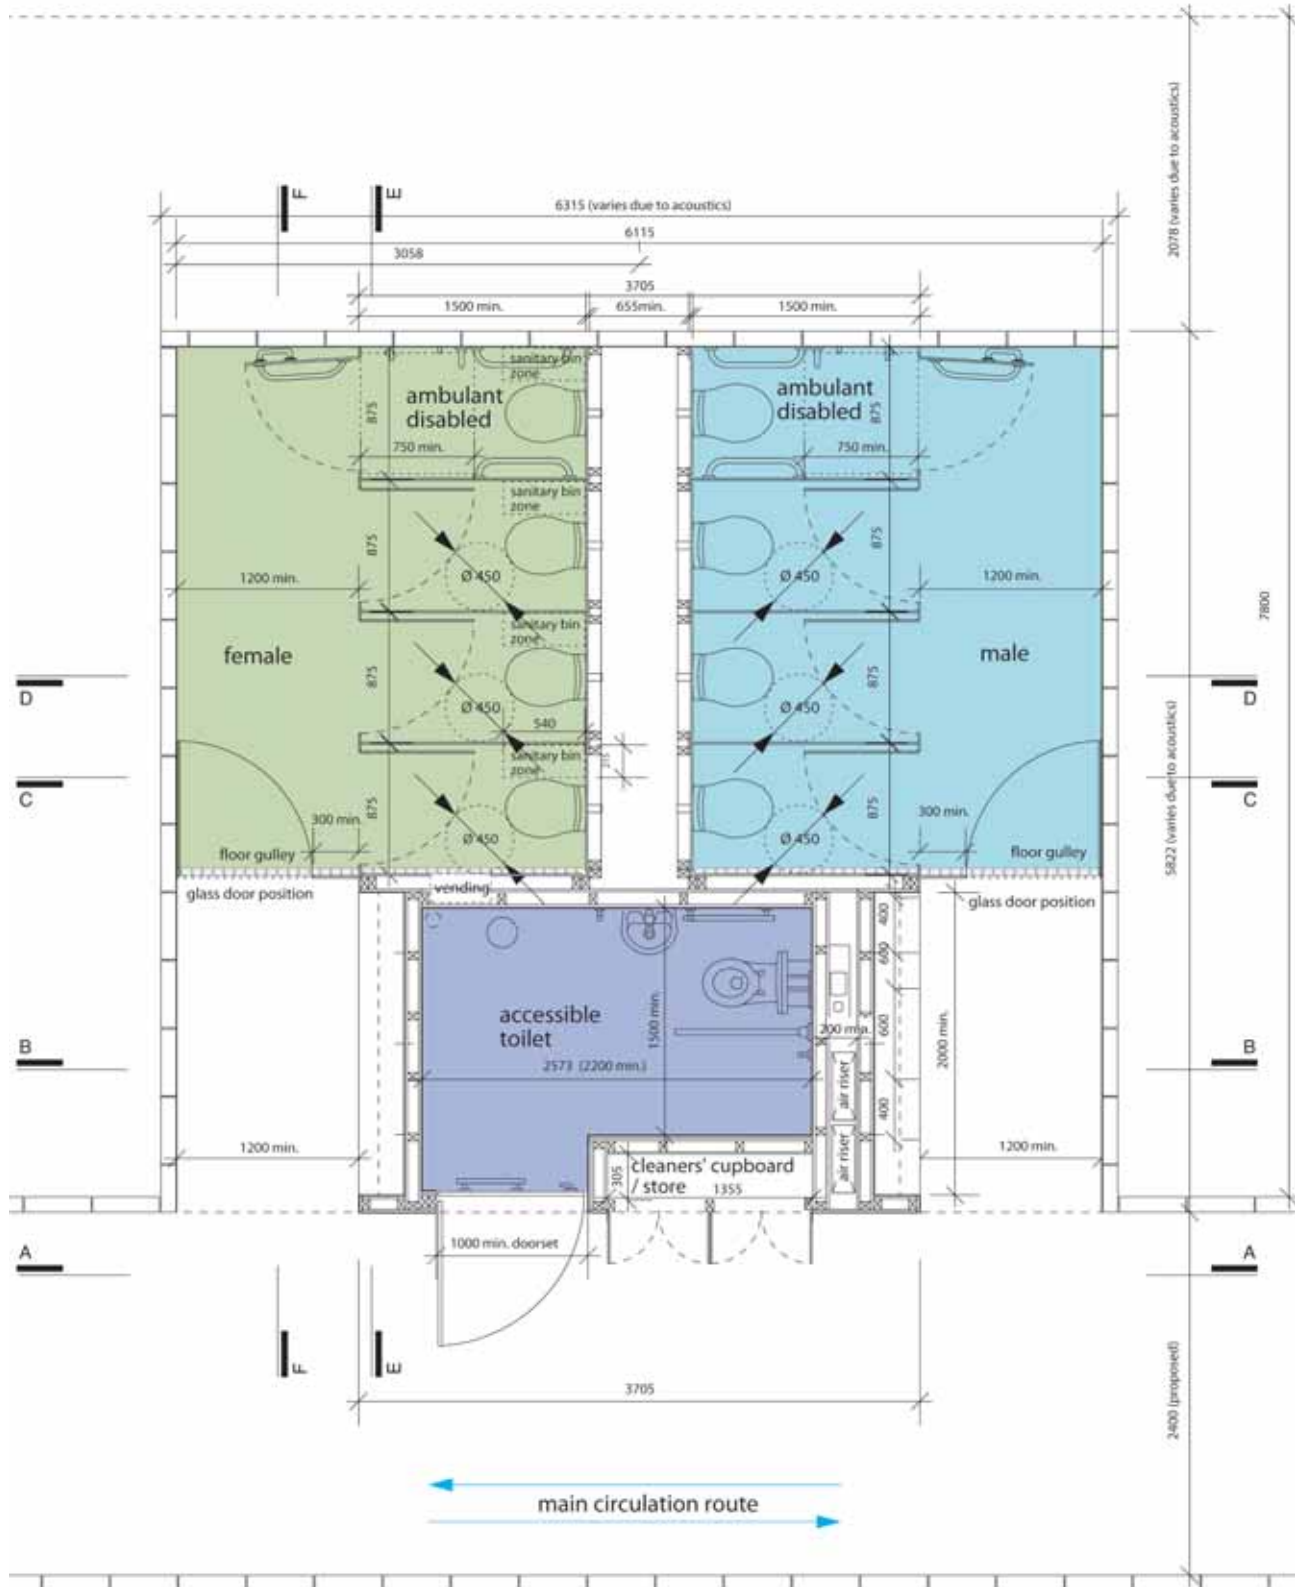 2078 (varies due to acoustics)
F
E
6315 (varies due to acoustics)
6115
3058
3705
1500 min.
655min.
1500 min.
sanitary bin
zone
ambulant
disabled
875
ambulant
disabled
875
750 min.
750 min.
sanitary bin
zone
875
Ø 450
Ø 450
875
1200 min.
1200 min.
7800
sanitary bin
zone
female
male
875
875
D
D
Ø 450
Ø 450
540
sanitary bin
zone
215
C
C
5822 (varies due to acoustics)
300 min.
875
Ø 450
Ø 450
875
300 min.
floor gulley
floor gulley
glass door position
vending
glass door position
400
600
accessible
toilet
1500 min.
200 min.
600
2000 min.
B
B
2573 (2200 min.)
air riser
400
1200 min.
1200 min.
305
cleaners' cupboard
/ store
1355
air riser
A
A
1000 min. doorset
F
E
3705
2400 (proposed)
main circulation route